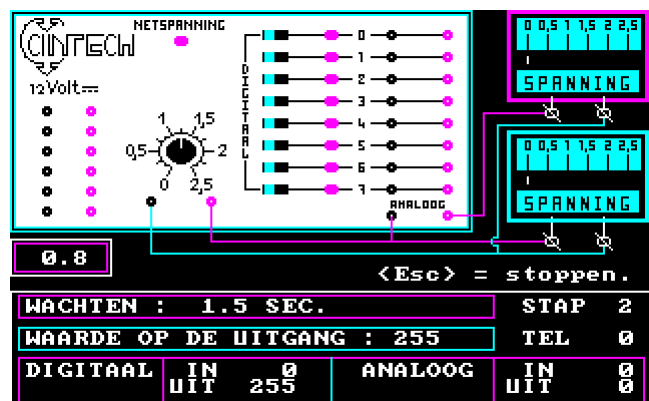 CINTECH
NETSPANNING
12Volt
DIGITAAL
0
1
2
3
4
5
6
7
0 0,5 1 1,5 2 2,5
SPANNING
0 0,5 1 1,5 2 2,5
SPANNING
0 0,5 1 1,5 2 2,5
ANALOOG
0.8
<Esc> = stoppen.
WACHTEN : 1.5 SEC. STAP 2
WAARDE OP DE UITGANG : 255 TEL 0
DIGITAAL IN 0 ANALOOG IN 0
UIT 255 UIT 0
0